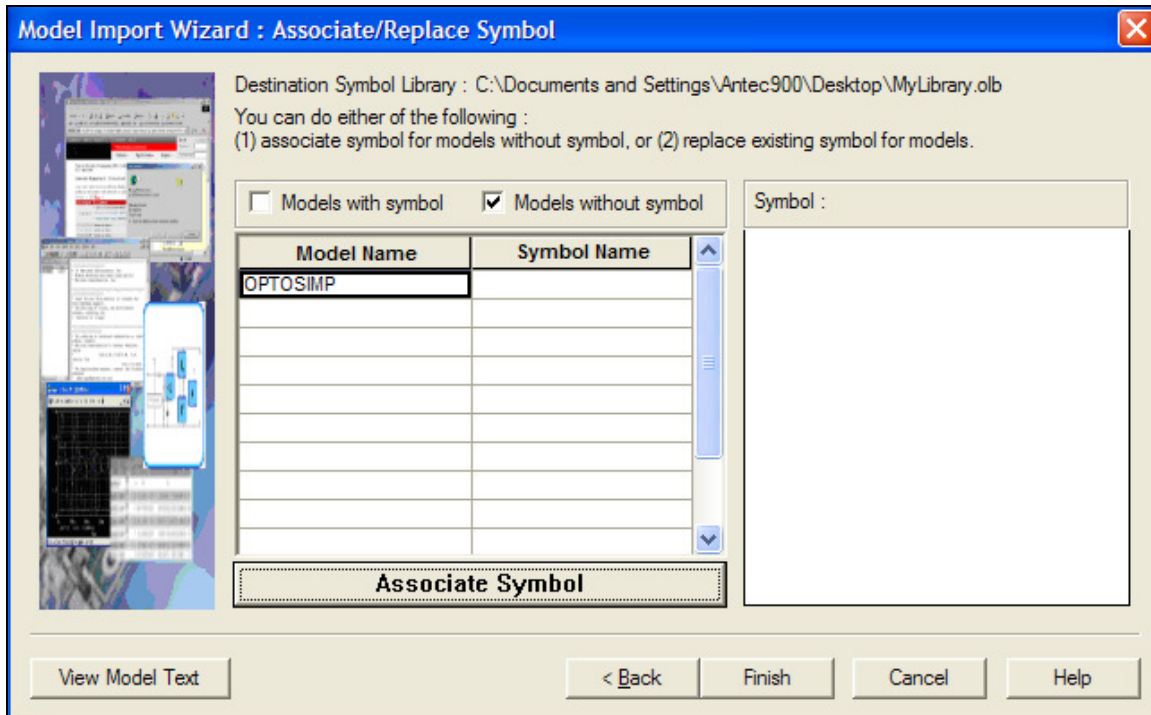 Model Import Wizard : Associate/Replace Symbol
Destination Symbol Library : C:\Documents and Settings\Antec900\Desktop\MyLibrary.olb
You can do either of the following :
(1) associate symbol for models without symbol, or (2) replace existing symbol for models.
Models with symbol
Models without symbol
Symbol :
Model Name
Symbol Name
OPTOSIMP
Associate Symbol
View Model Text
< Back
Finish
Cancel
Help